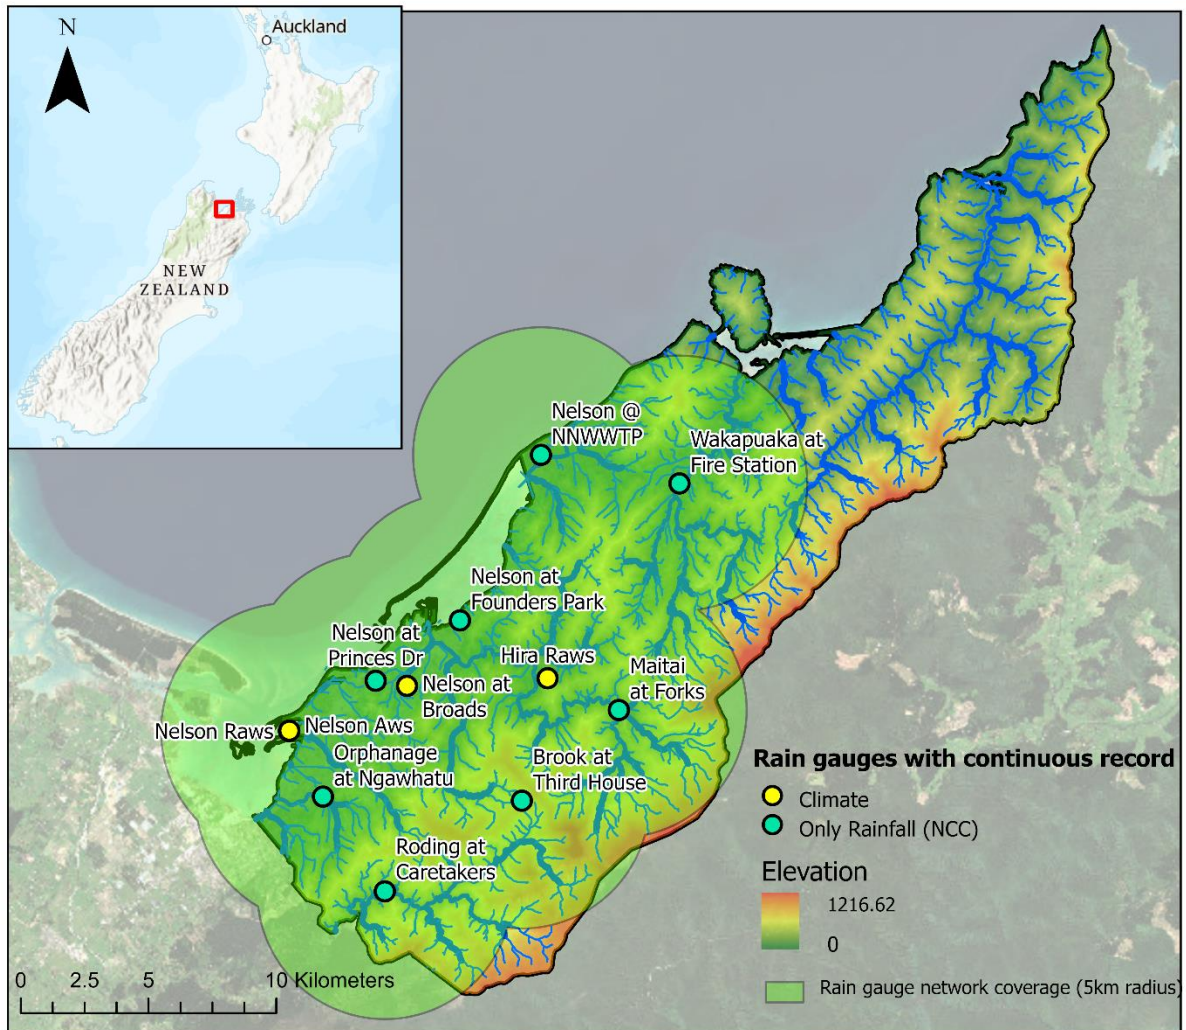 N
Auckland
NEW
ZEALAND
Nelson @
NNWWTP
Wakapuaka at
Fire Station
Nelson at
Founders Park
Nelson at
Princes Dr
Hira Raws
Maitai
at Forks
Nelson at
Broads
Nelson Raws
Nelson Aws
Orphanage
at Ngawhatu
Brook at
Third House
Roding at
Caretakers
Rain gauges with continuous record
Climate
Only Rainfall (NCC)
Elevation
1216.62
0
Rain gauge network coverage (5km radius)
0 2.5 5 10 Kilometers